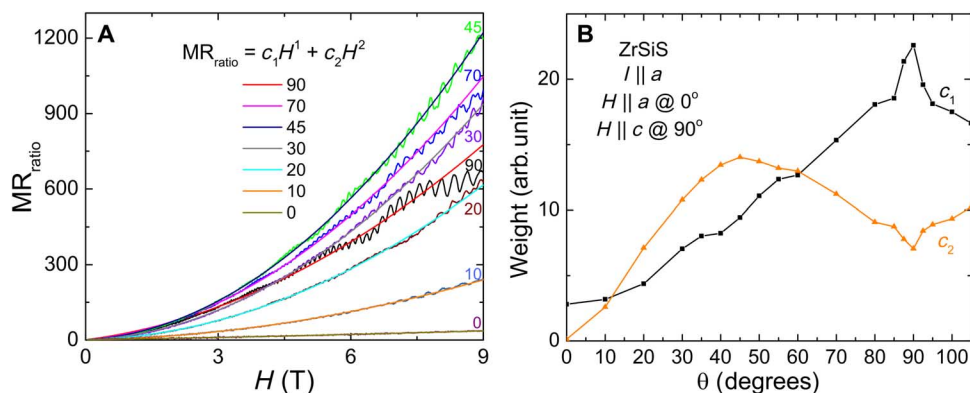 A
MR_ratio = c₁H¹ + c₂H²
90
70
45
30
20
10
0
45
70
30
90
20
10
0
1200
900
600
300
0
MR_ratio
0 3 6 9
H (T)
B
ZrSiS
I || a
H || a @ 0°
H || c @ 90°
c₁
c₂
20
10
0
Weight (arb. unit)
0 10 20 30 40 50 60 70 80 90 100
θ (degrees)